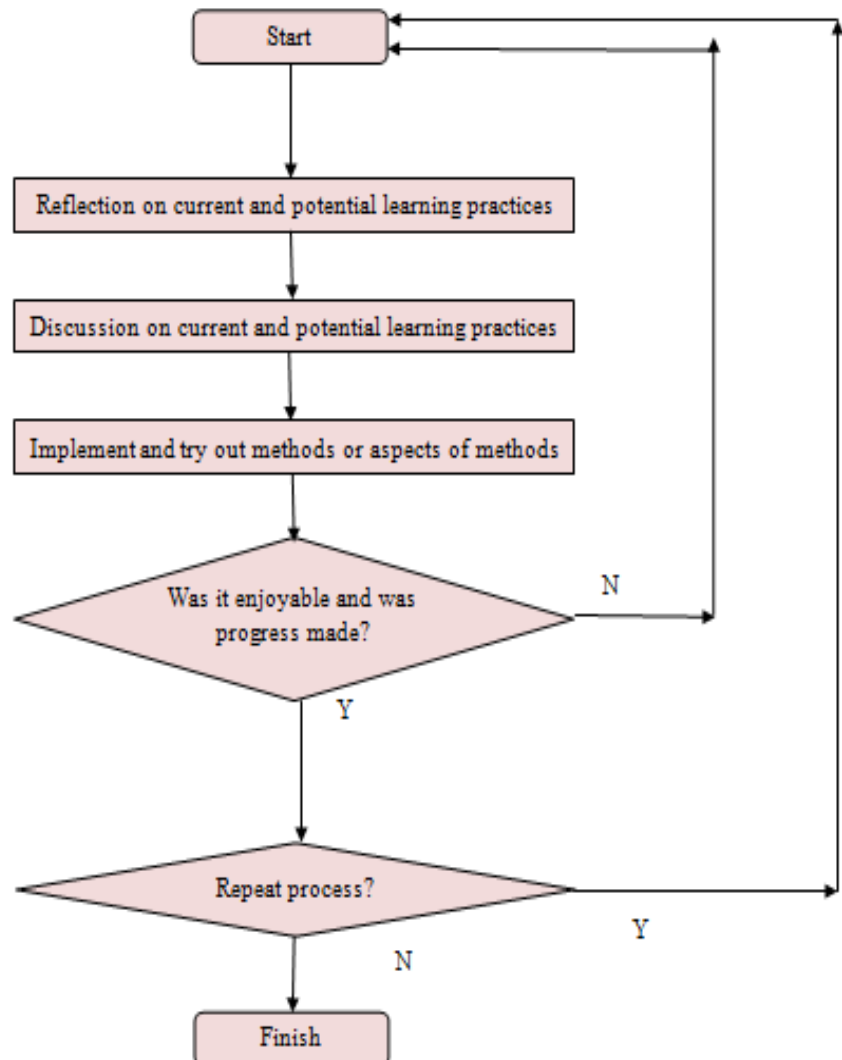 Start
Reflection on current and potential learning practices
Discussion on current and potential learning practices
Implement and try out methods or aspects of methods
Was it enjoyable and was
progress made?
N
Y
Repeat process?
Y
N
Finish